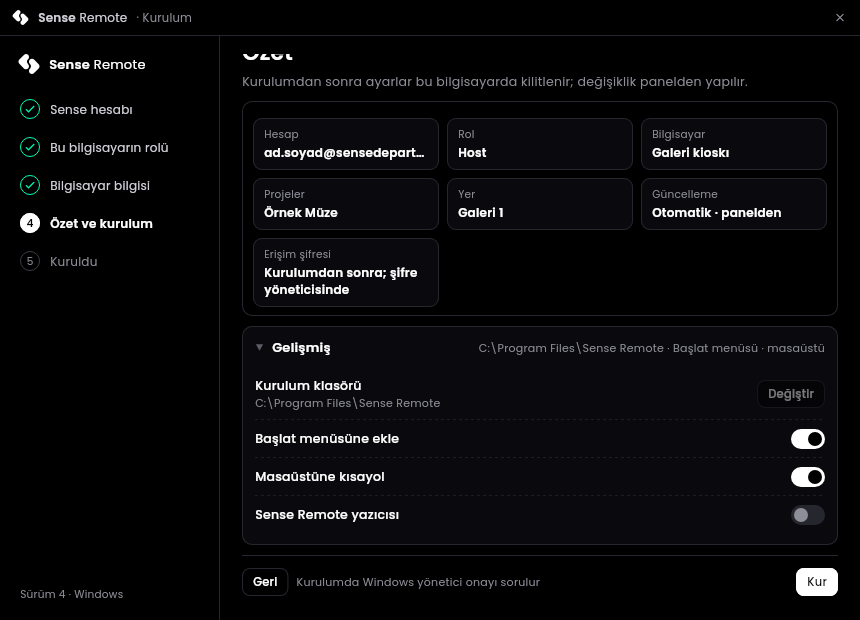 Sense Remote · Kurulum
Sense Remote
Sense hesabı
Bu bilgisayarın rolü
Bilgisayar bilgisi
4 Özet ve kurulum
5 Kuruldu
Sürüm 4 · Windows
Özet
Kurulumdan sonra ayarlar bu bilgisayarda kilitlenir; değişiklik panelden yapılır.
Hesap
ad.soyad@sensedepart...
Rol
Host
Bilgisayar
Galeri kioskı
Projeler
Örnek Müze
Yer
Galeri 1
Güncelleme
Otomatik · panelden
Erişim şifresi
Kurulumdan sonra; şifre
yöneticisinde
Gelişmiş
C:\Program Files\Sense Remote · Başlat menüsü · masaüstü
Kurulum klasörü
C:\Program Files\Sense Remote
Değiştir
Başlat menüsüne ekle
Masaüstüne kısayol
Sense Remote yazıcısı
Geri
Kurulumda Windows yönetici onayı sorulur
Kur